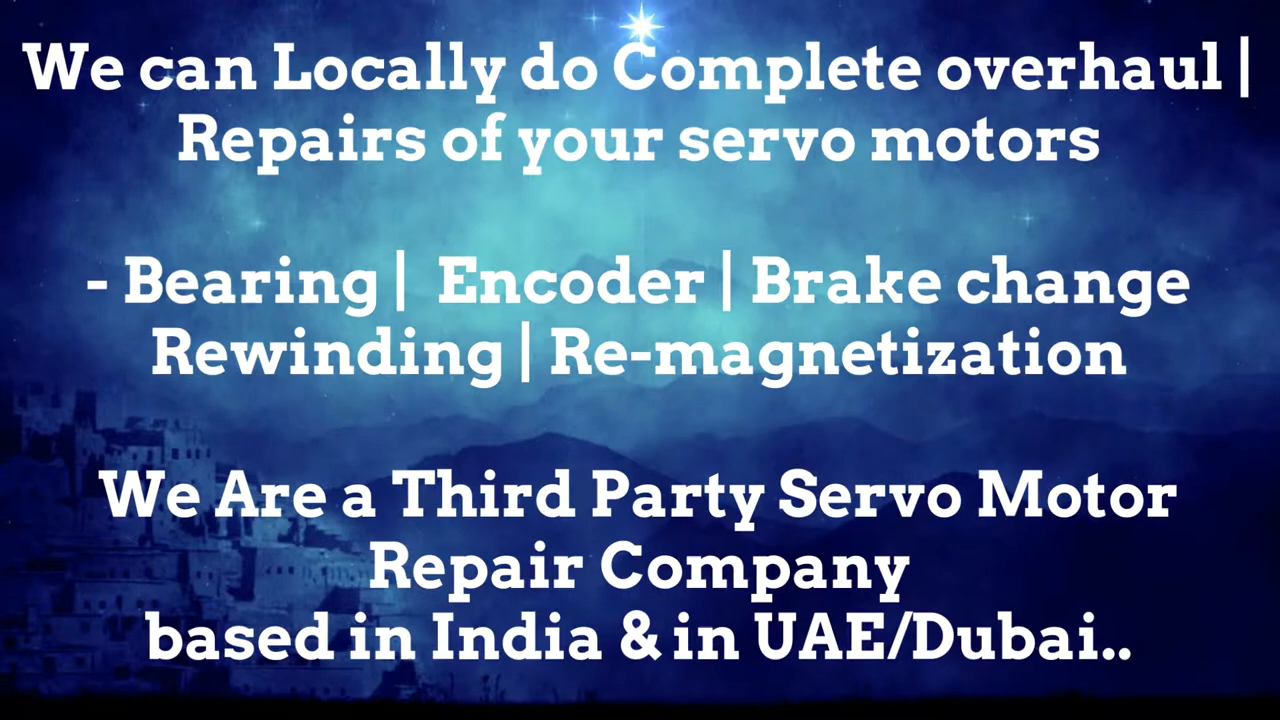 We can Locally do Complete overhaul |
Repairs of your servo motors
- Bearing | Encoder | Brake change
Rewinding | Re-magnetization
We Are a Third Party Servo Motor
Repair Company
based in India & in UAE/Dubai..